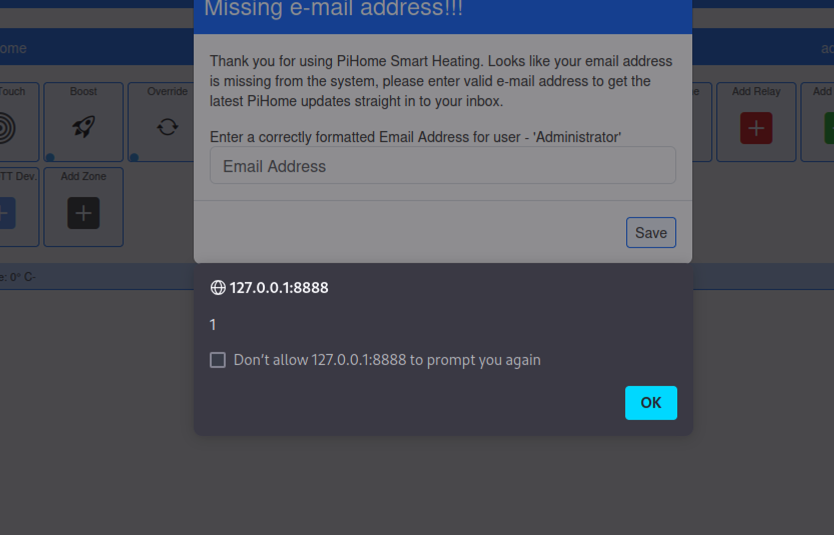 Missing e-mail address!!!
ome
ad
Thank you for using PiHome Smart Heating. Looks like your email address
is missing from the system, please enter valid e-mail address to get the
latest PiHome updates straight in to your inbox.
ouch
Boost
Override
e
Add Relay
Add
Enter a correctly formatted Email Address for user - 'Administrator'
Email Address
TT Dev.
Add Zone
Save
e: 0° C-
127.0.0.1:8888
1
Don't allow 127.0.0.1:8888 to prompt you again
OK